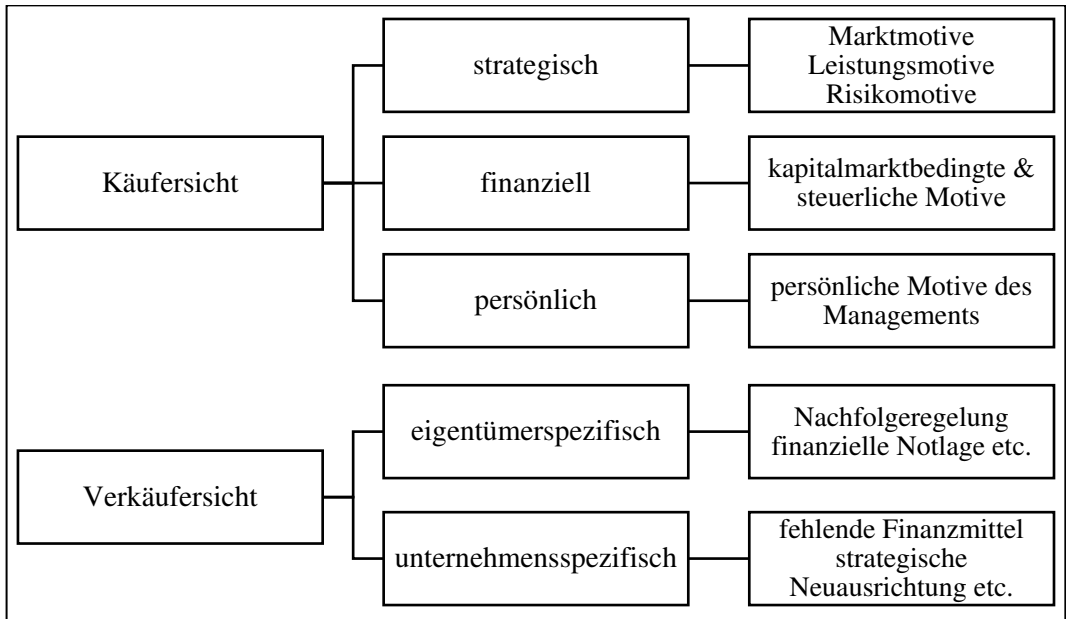 strategisch
Marktmotive
Leistungsmotive
Risikomotive
Käufersicht
finanziell
kapitalmarktbedingte &
steuerliche Motive
persönlich
persönliche Motive des
Managements
eigentümerspezifisch
Nachfolgeregelung
finanzielle Notlage etc.
Verkäufersicht
unternehmensspezifisch
fehlende Finanzmittel
strategische
Neuausrichtung etc.